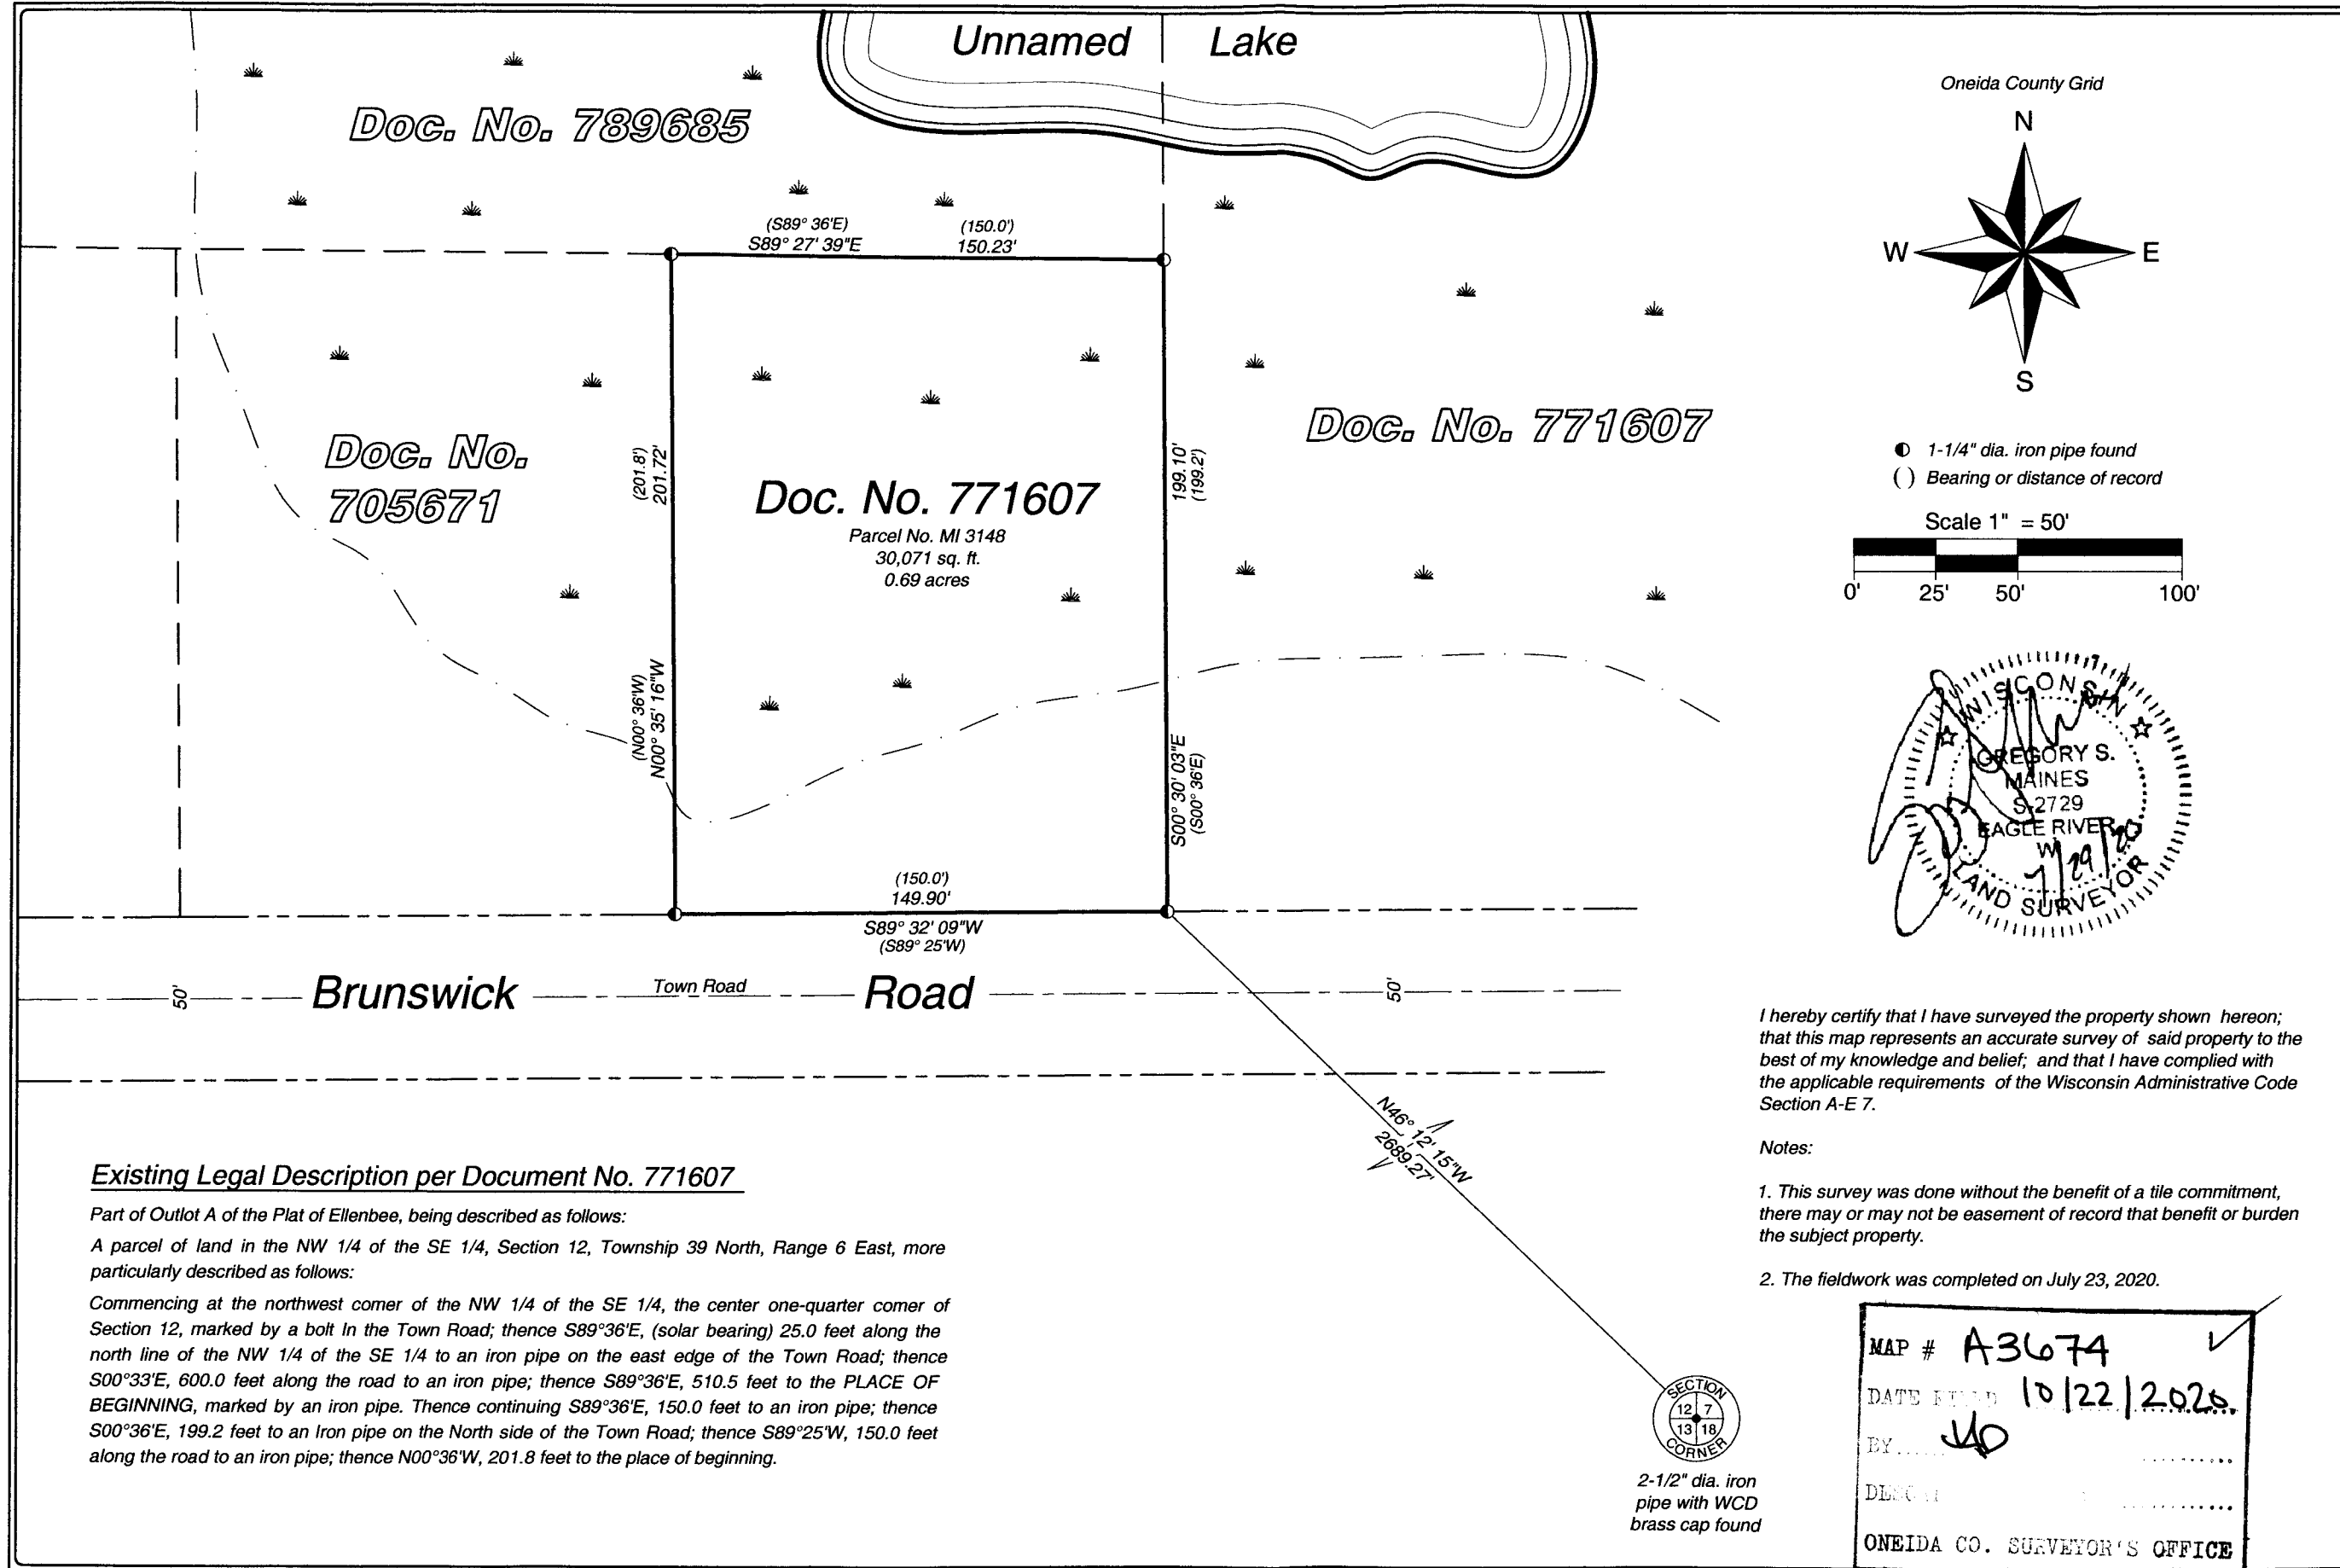 Unnamed Lake
Doc. No. 789685
(S89° 36'E) (150.0')
S89° 27' 39"E 150.23'
Doc. No.
705671
(201.8')
201.72'
(N00° 36'W)
N00° 35' 16"W
Doc. No. 771607
Parcel No. MI 3148
30,071 sq. ft.
0.69 acres
199.10'
(199.2')
S00° 30' 03"E
(S00° 36'E)
Doc. No. 771607
(150.0')
149.90'
S89° 32' 09"W
(S89° 25'W)
50' Brunswick Town Road Road 50'
N46° 12' 15"W
2689.27'
Existing Legal Description per Document No. 771607
Part of Outlot A of the Plat of Ellenbee, being described as follows:
A parcel of land in the NW 1/4 of the SE 1/4, Section 12, Township 39 North, Range 6 East, more
particularly described as follows:
Commencing at the northwest corner of the NW 1/4 of the SE 1/4, the center one-quarter corner of
Section 12, marked by a bolt In the Town Road; thence S89°36'E, (solar bearing) 25.0 feet along the
north line of the NW 1/4 of the SE 1/4 to an iron pipe on the east edge of the Town Road; thence
S00°33'E, 600.0 feet along the road to an iron pipe; thence S89°36'E, 510.5 feet to the PLACE OF
BEGINNING, marked by an iron pipe. Thence continuing S89°36'E, 150.0 feet to an iron pipe; thence
S00°36'E, 199.2 feet to an Iron pipe on the North side of the Town Road; thence S89°25'W, 150.0 feet
along the road to an iron pipe; thence N00°36'W, 201.8 feet to the place of beginning.
SECTION
12 7
13 18
CORNER
2-1/2" dia. iron
pipe with WCD
brass cap found
Oneida County Grid
N
W E
S
1-1/4" dia. iron pipe found
( ) Bearing or distance of record
Scale 1" = 50'
0' 25' 50' 100'
WISCONSIN
GREGORY S.
MAINES
S-2729
EAGLE RIVER
WI
7/29/20
LAND SURVEYOR
I hereby certify that I have surveyed the property shown hereon;
that this map represents an accurate survey of said property to the
best of my knowledge and belief; and that I have complied with
the applicable requirements of the Wisconsin Administrative Code
Section A-E 7.
Notes:
1. This survey was done without the benefit of a tile commitment,
there may or may not be easement of record that benefit or burden
the subject property.
2. The fieldwork was completed on July 23, 2020.
MAP # A3674
DATE FILED 10/22/2020
BY
ONEIDA CO. SURVEYOR'S OFFICE